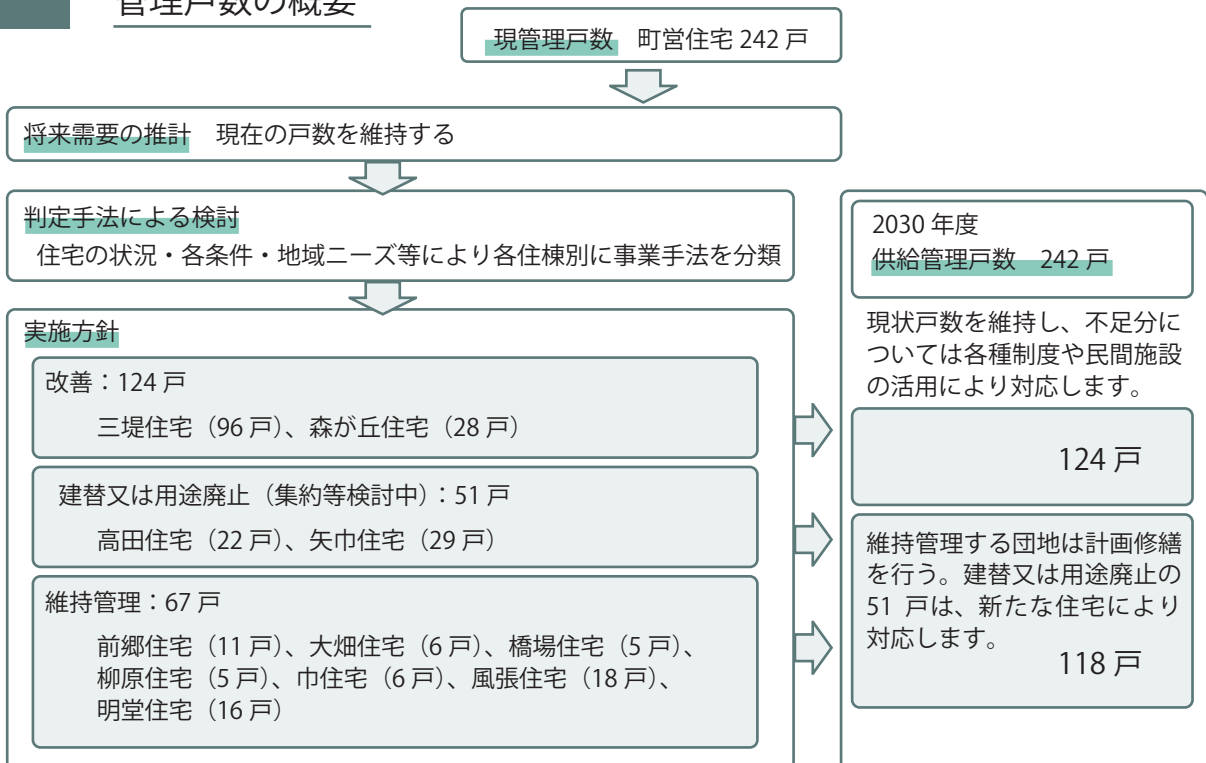 管理戸数の概要
現管理戸数　町営住宅 242 戸
将来需要の推計　現在の戸数を維持する
判定手法による検討
住宅の状況・各条件・地域ニーズ等により各住棟別に事業手法を分類
実施方針
改善：124 戸
三堤住宅（96 戸）、森が丘住宅（28 戸）
建替又は用途廃止（集約等検討中）：51 戸
高田住宅（22 戸）、矢巾住宅（29 戸）
維持管理：67 戸
前郷住宅（11 戸）、大畑住宅（6 戸）、橋場住宅（5 戸）、
柳原住宅（5 戸）、巾住宅（6 戸）、風張住宅（18 戸）、
明堂住宅（16 戸）
2030 年度
供給管理戸数　242 戸
現状戸数を維持し、不足分に
ついては各種制度や民間施設
の活用により対応します。
124 戸
維持管理する団地は計画修繕
を行う。建替又は用途廃止の
51 戸は、新たな住宅により
対応します。
118 戸